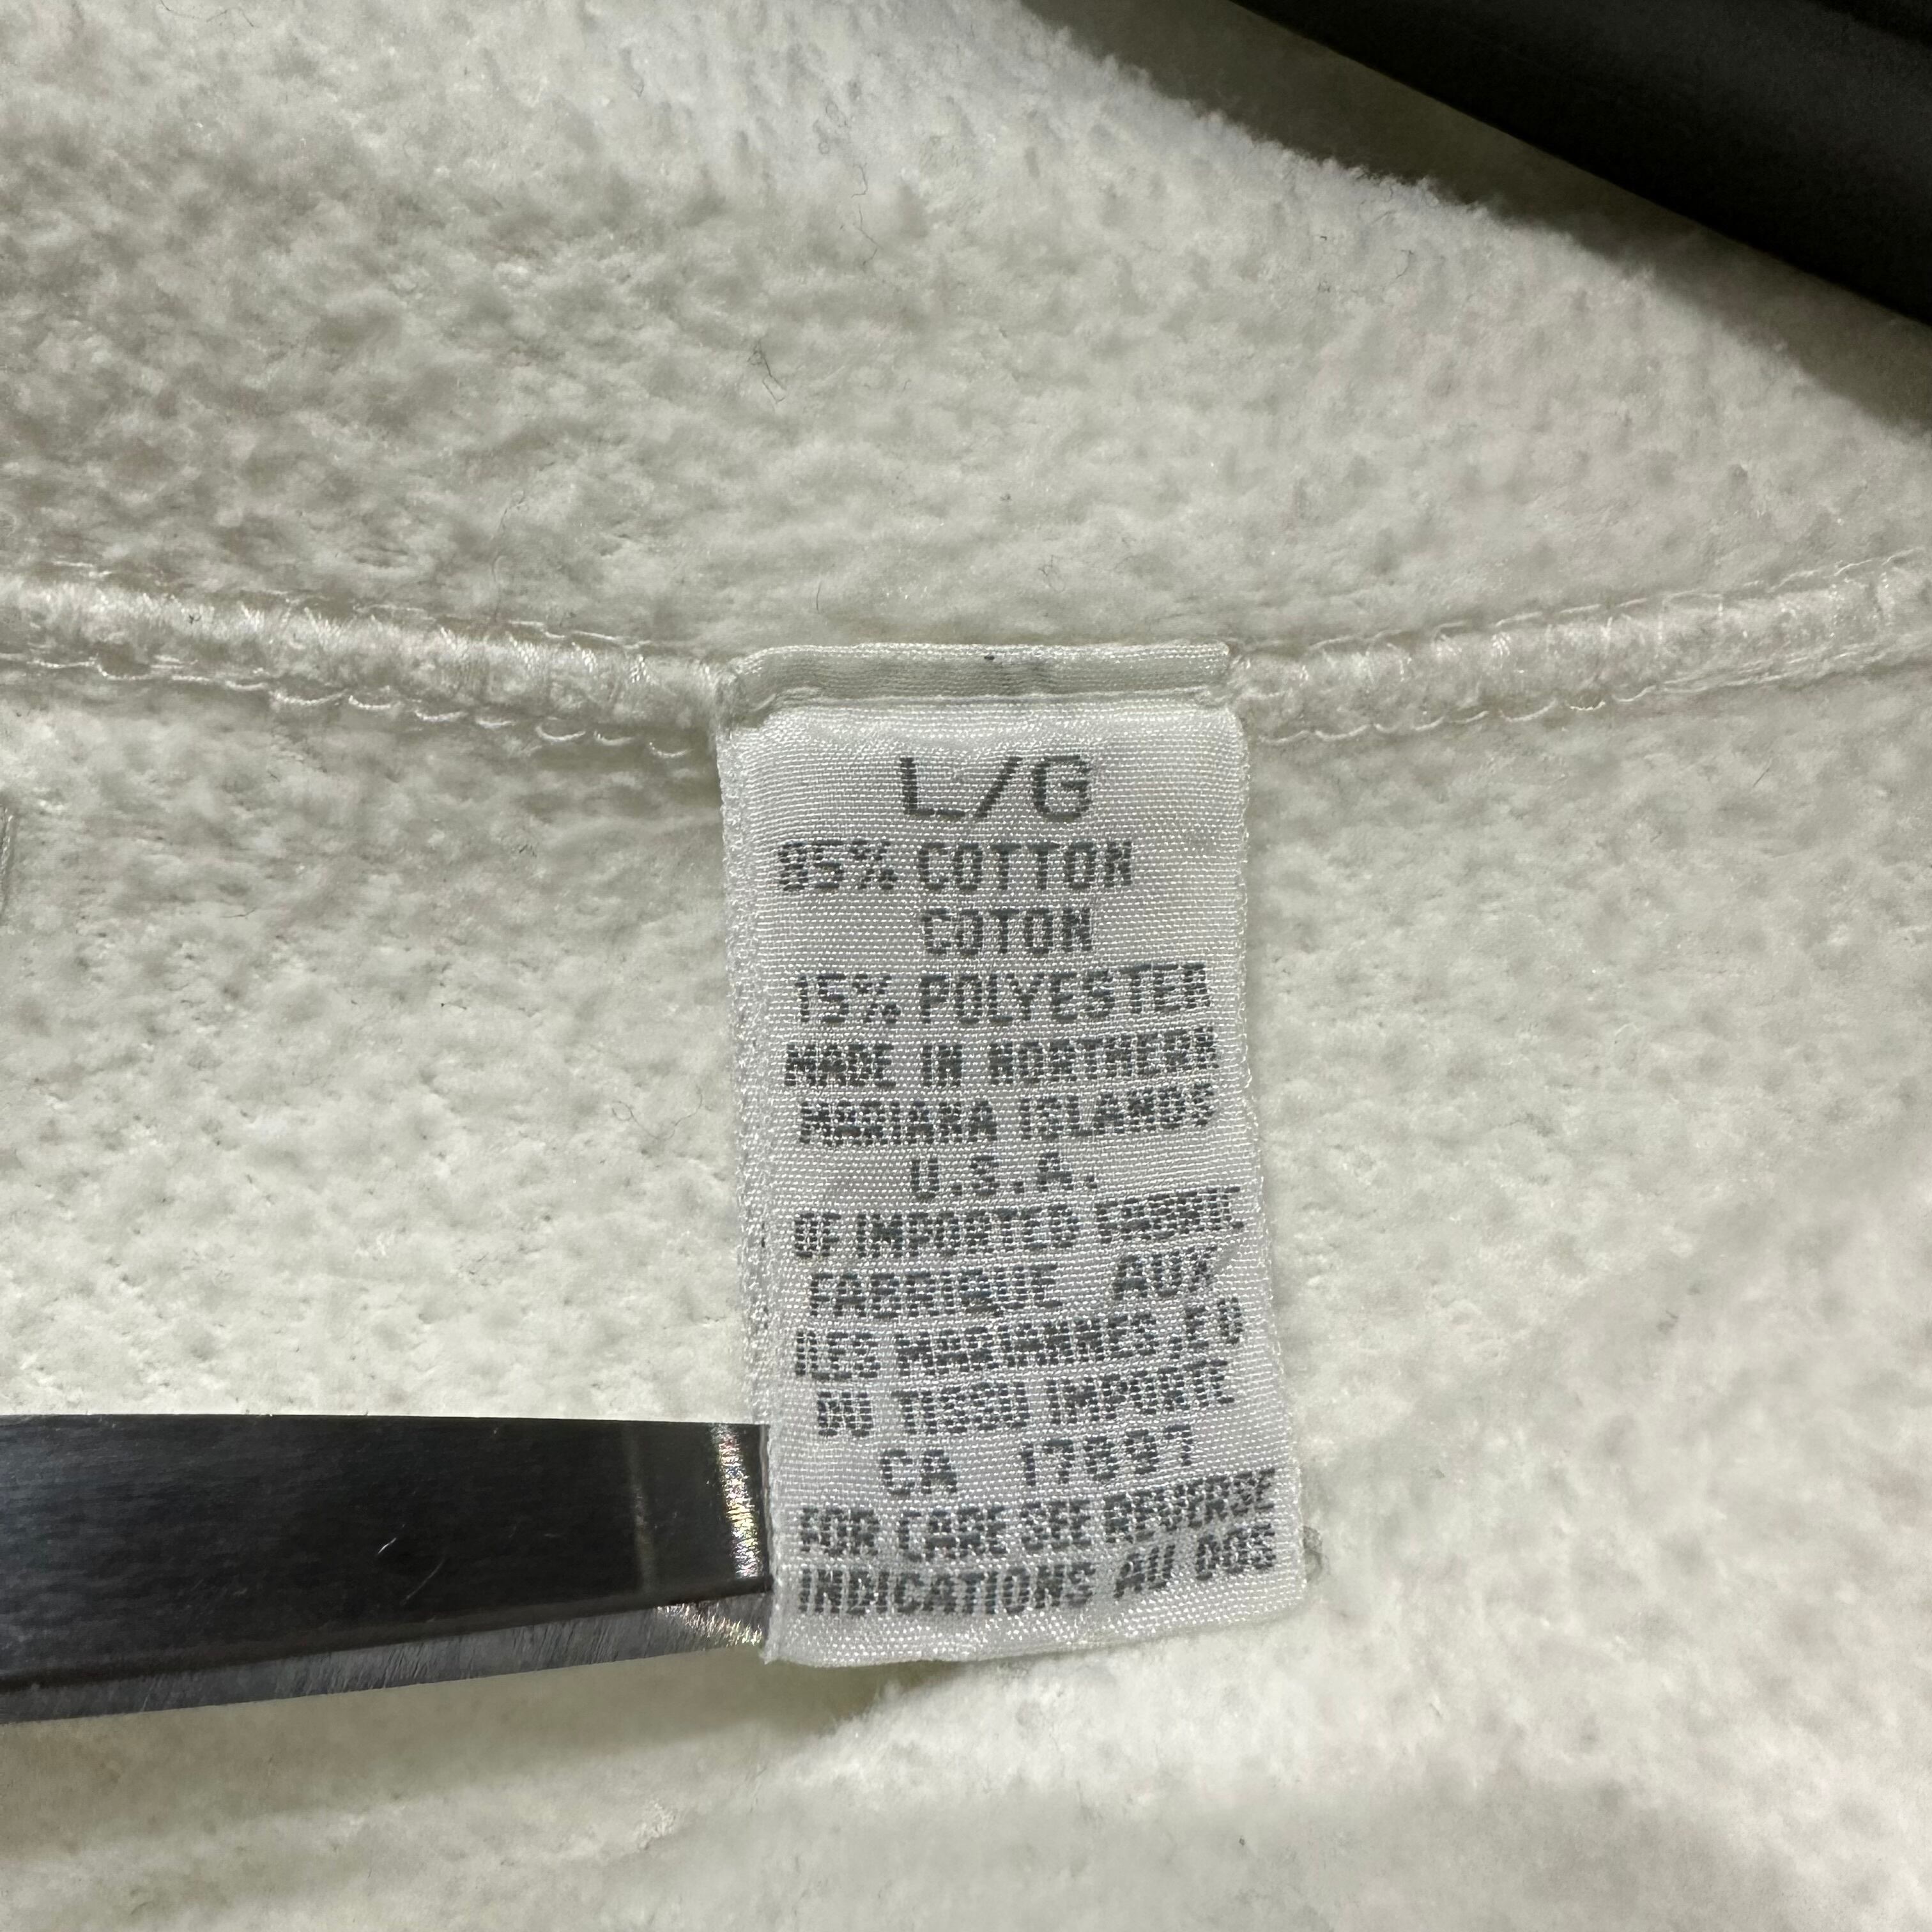 L/G
85% COTTON
COTON
15% POLYESTER
MADE IN NORTHERN
MARIANA ISLANDS
U.S.A.
OF IMPORTED FABRIC
FABRIQUE AUX
ILES MARIANNES EU
DU TISSU IMPORTE
CA 17897
FOR CARE SEE REVERSE
INDICATIONS AU DOS